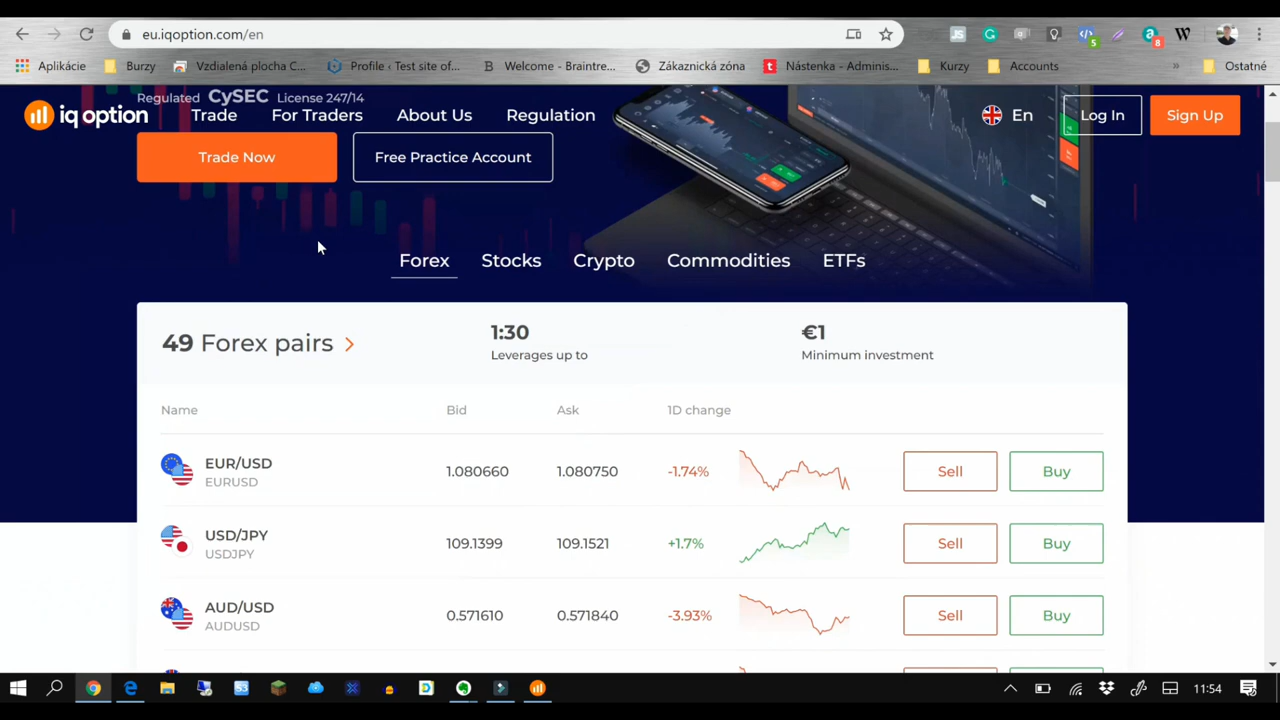 eu.iqoption.com/en
5
8
W
Aplikácie
Burzy
Vzdialená plocha C...
Profile ‹ Test site of...
B Welcome - Braintre...
Zákaznická zóna
t Nástenka ‹ Adminis...
Kurzy
Accounts
»
Ostatné
Regulated CySEC License 247/14
iq option
Trade
For Traders
About Us
Regulation
En
Log In
Sign Up
Trade Now
Free Practice Account
Forex
Stocks
Crypto
Commodities
ETFs
49 Forex pairs >
1:30
Leverages up to
€1
Minimum investment
Name
Bid
Ask
1D change
EUR/USD
EURUSD
1.080660
1.080750
-1.74%
Sell
Buy
USD/JPY
USDJPY
109.1399
109.1521
+1.7%
Sell
Buy
AUD/USD
AUDUSD
0.571610
0.571840
-3.93%
Sell
Buy
11:54